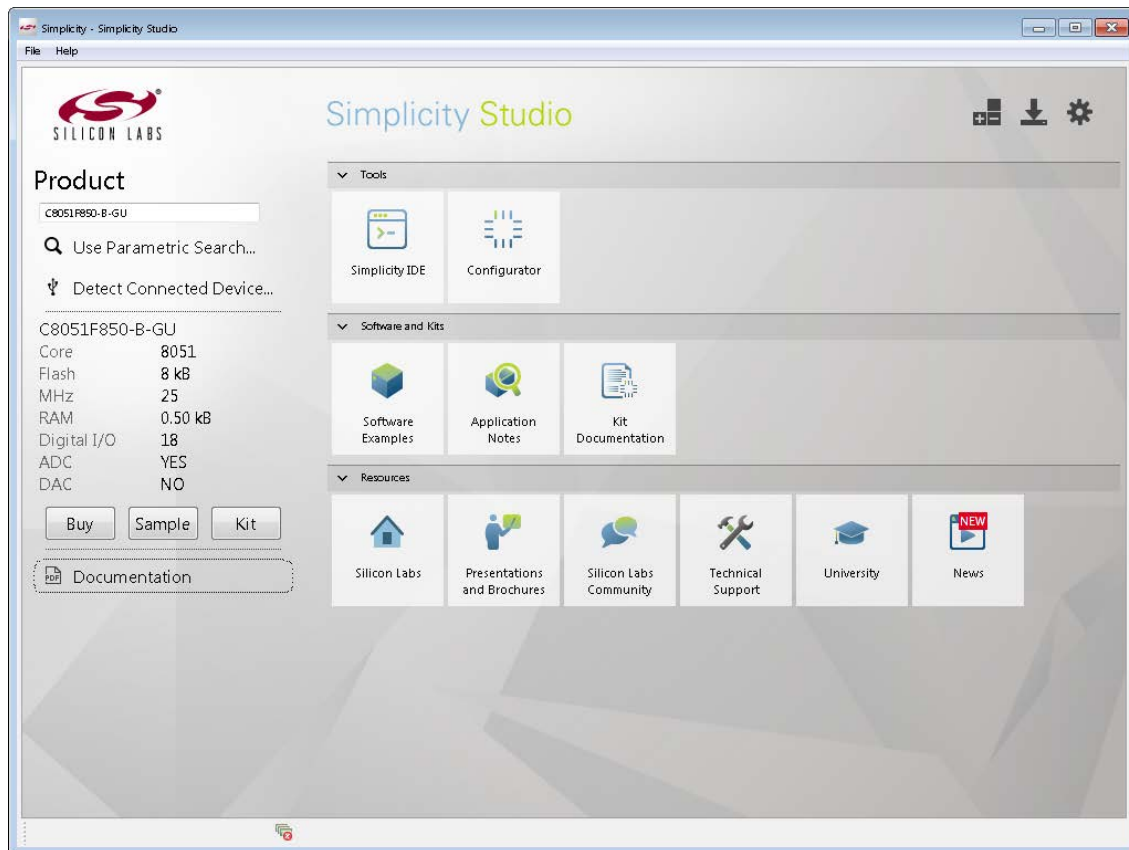 Simplicity - Simplicity Studio
File Help
SILICON LABS
Simplicity Studio
Product
C8051F850-B-GU
Use Parametric Search...
Detect Connected Device...
C8051F850-B-GU
Core 8051
Flash 8 kB
MHz 25
RAM 0.50 kB
Digital I/O 18
ADC YES
DAC NO
Buy Sample Kit
PDF Documentation
Tools
Simplicity IDE
Configurator
Software and Kits
Software
Examples
Application
Notes
Kit
Documentation
Resources
Silicon Labs
Presentations
and Brochures
Silicon Labs
Community
Technical
Support
University
NEW
News